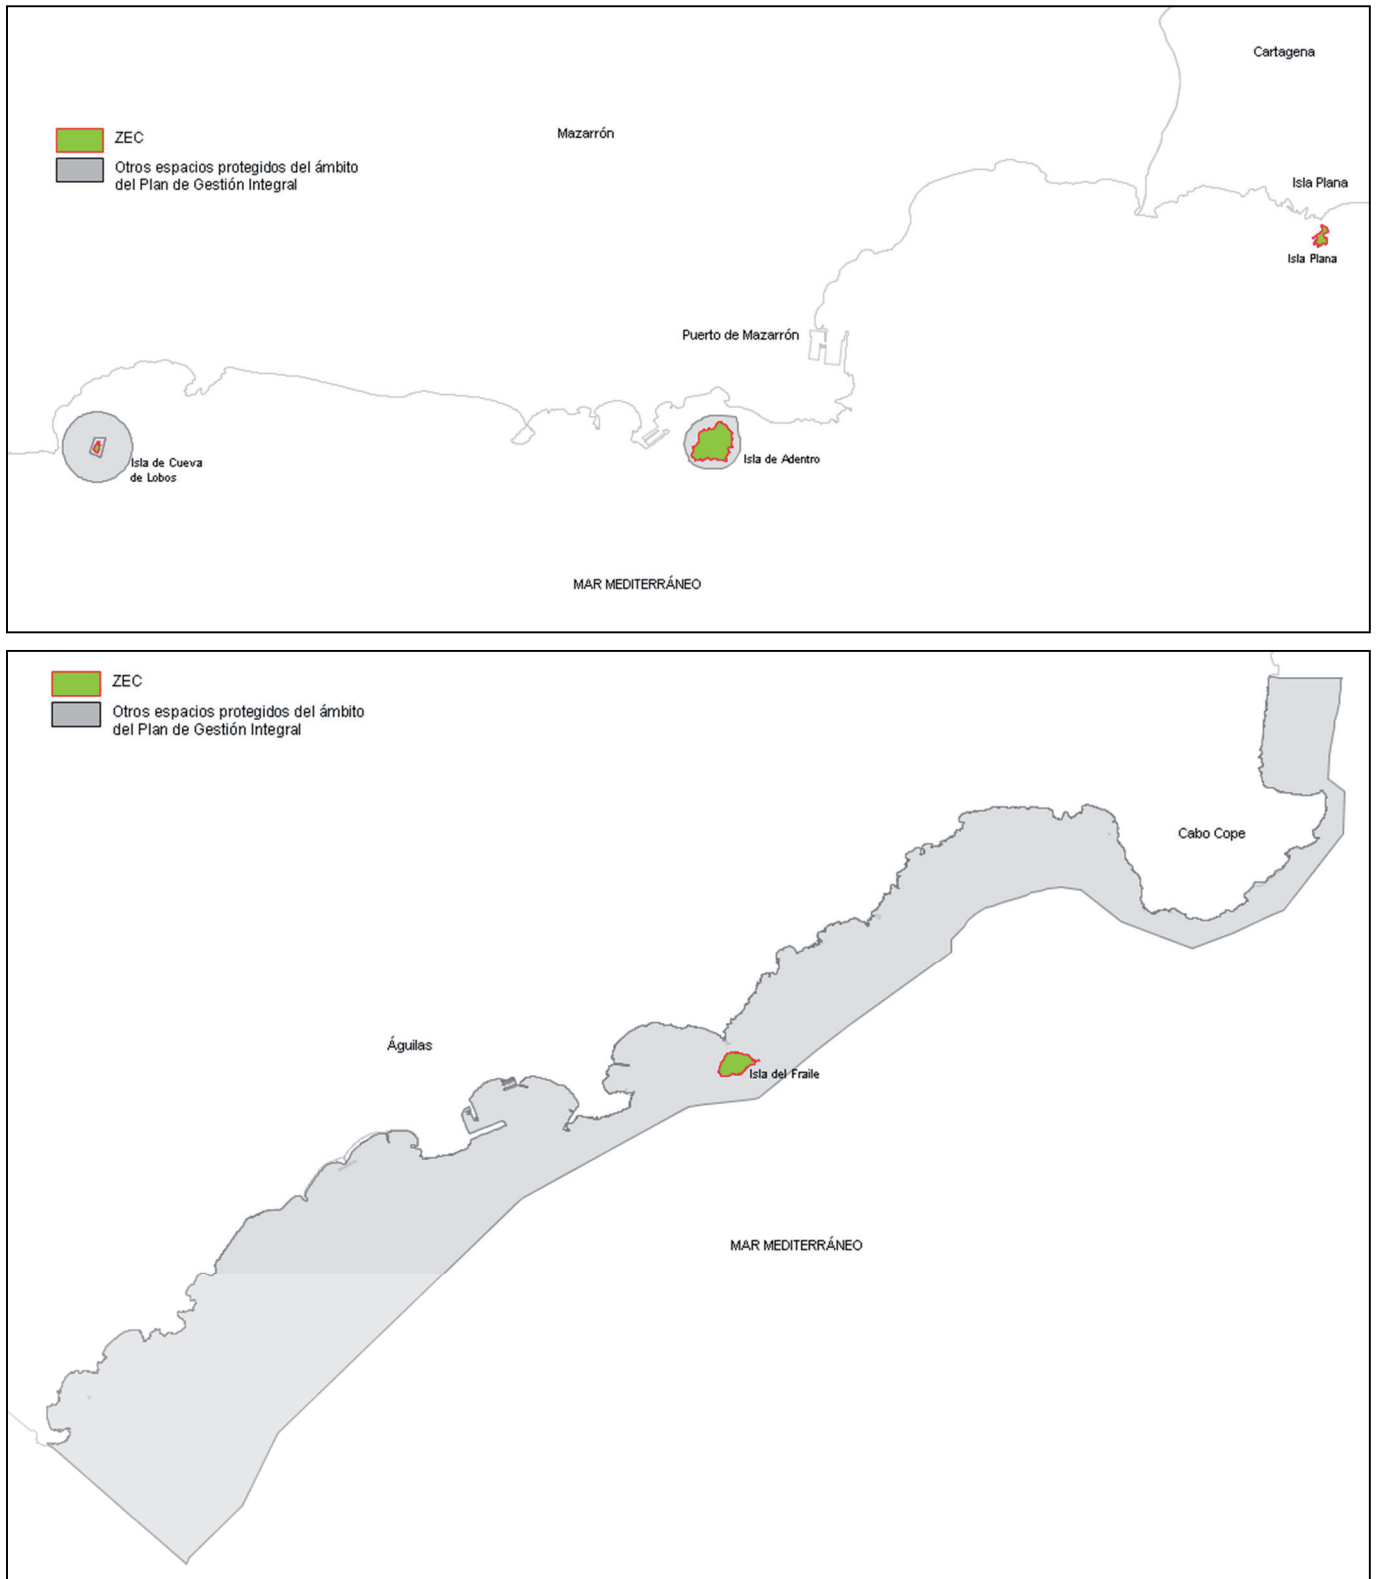 Cartagena
ZEC
Mazarrón
Otros espacios protegidos del ámbito
del Plan de Gestión Integral
Isla Plana
Isla Plana
Puerto de Mazarrón
Isla de Cueva
de Lobos
Isla de Adentro
MAR MEDITERRÁNEO
ZEC
Otros espacios protegidos del ámbito
del Plan de Gestión Integral
Cabo Cope
Águilas
Isla del Fraile
MAR MEDITERRÁNEO